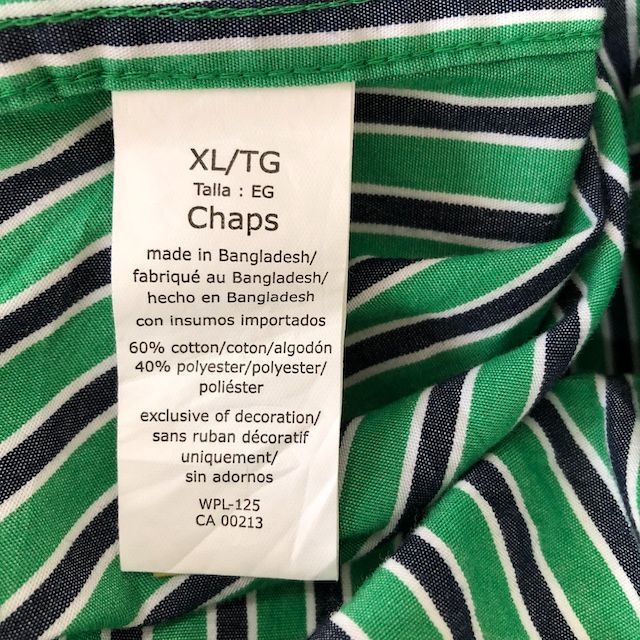 XL/TG
Talla : EG
Chaps
made in Bangladesh/
fabriqué au Bangladesh/
hecho en Bangladesh
con insumos importados
60% cotton/coton/algodón
40% polyester/polyester/
poliéster
exclusive of decoration/
sans ruban décoratif
uniquement/
sin adornos
WPL-125
CA 00213